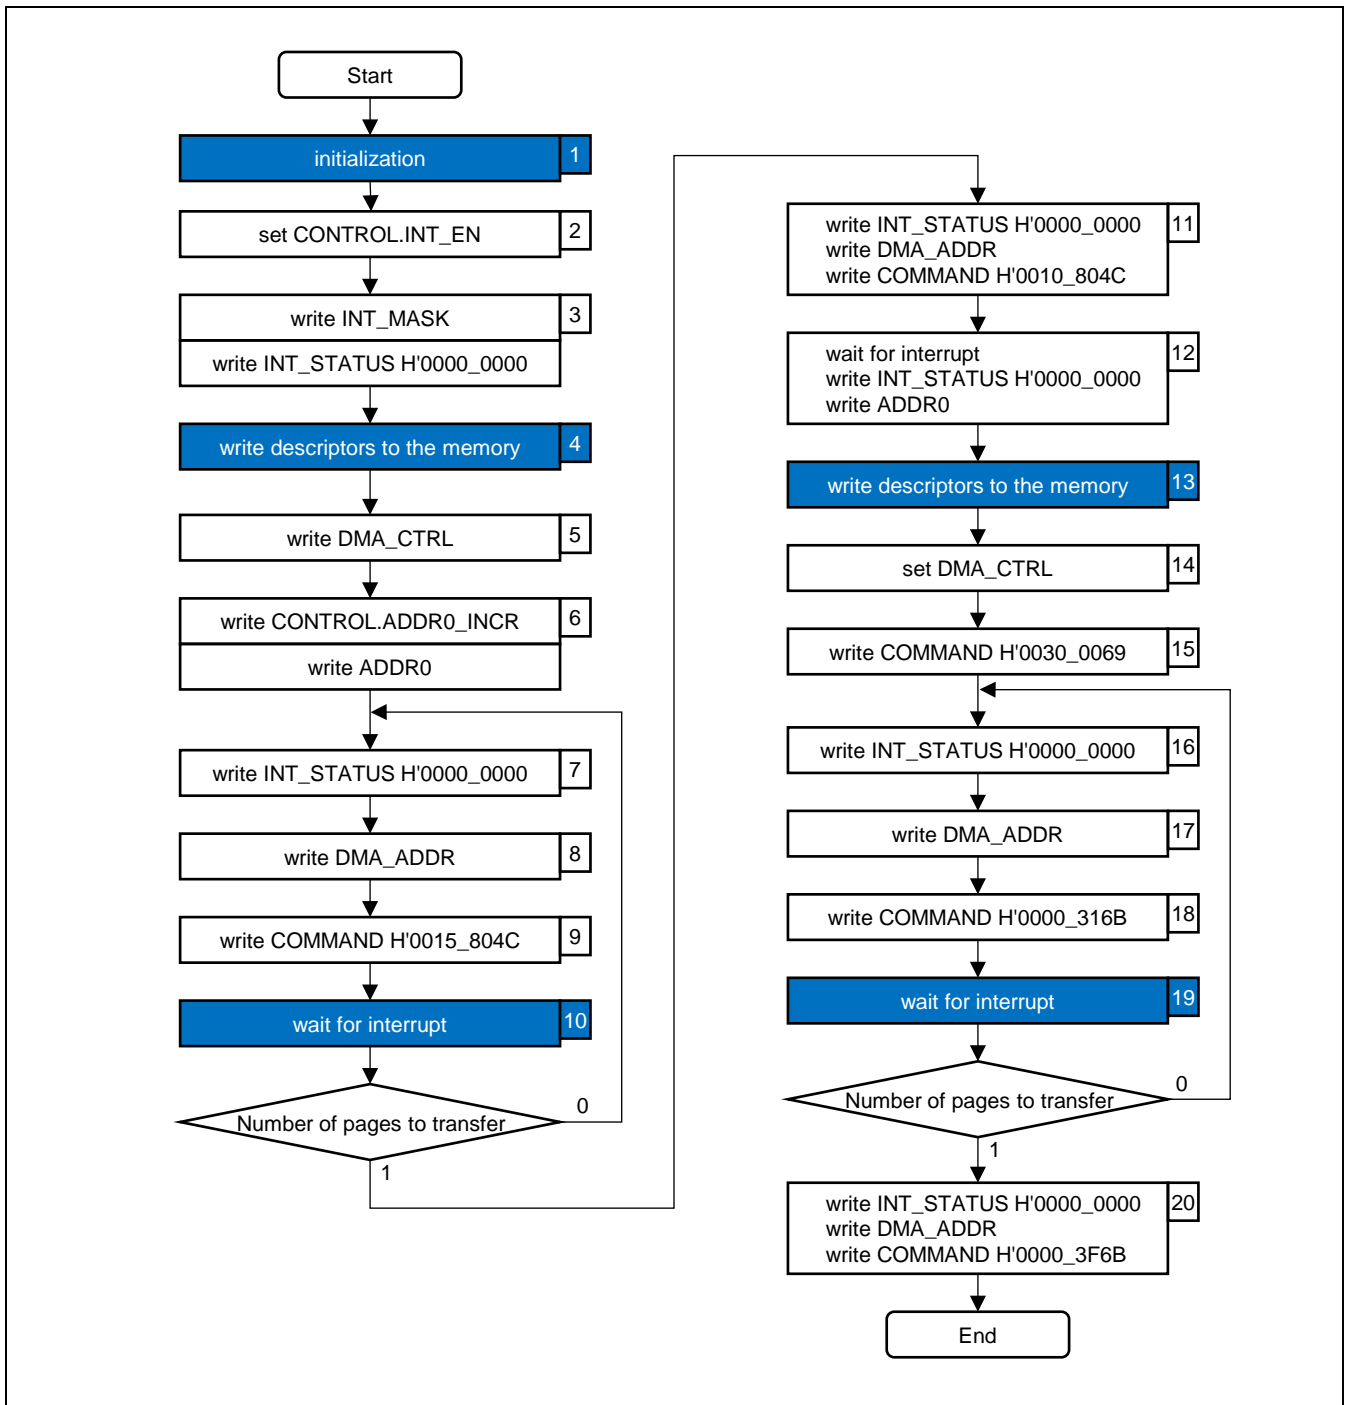 Start
initialization 1
set CONTROL.INT_EN 2
write INT_MASK 3
write INT_STATUS H'0000_0000
write descriptors to the memory 4
write DMA_CTRL 5
write CONTROL.ADDR0_INCR 6
write ADDR0
write INT_STATUS H'0000_0000 7
write DMA_ADDR 8
write COMMAND H'0015_804C 9
wait for interrupt 10
Number of pages to transfer 0
1
write INT_STATUS H'0000_0000 11
write DMA_ADDR
write COMMAND H'0010_804C
wait for interrupt 12
write INT_STATUS H'0000_0000
write ADDR0
write descriptors to the memory 13
set DMA_CTRL 14
write COMMAND H'0030_0069 15
write INT_STATUS H'0000_0000 16
write DMA_ADDR 17
write COMMAND H'0000_316B 18
wait for interrupt 19
Number of pages to transfer 0
1
write INT_STATUS H'0000_0000 20
write DMA_ADDR
write COMMAND H'0000_3F6B
End